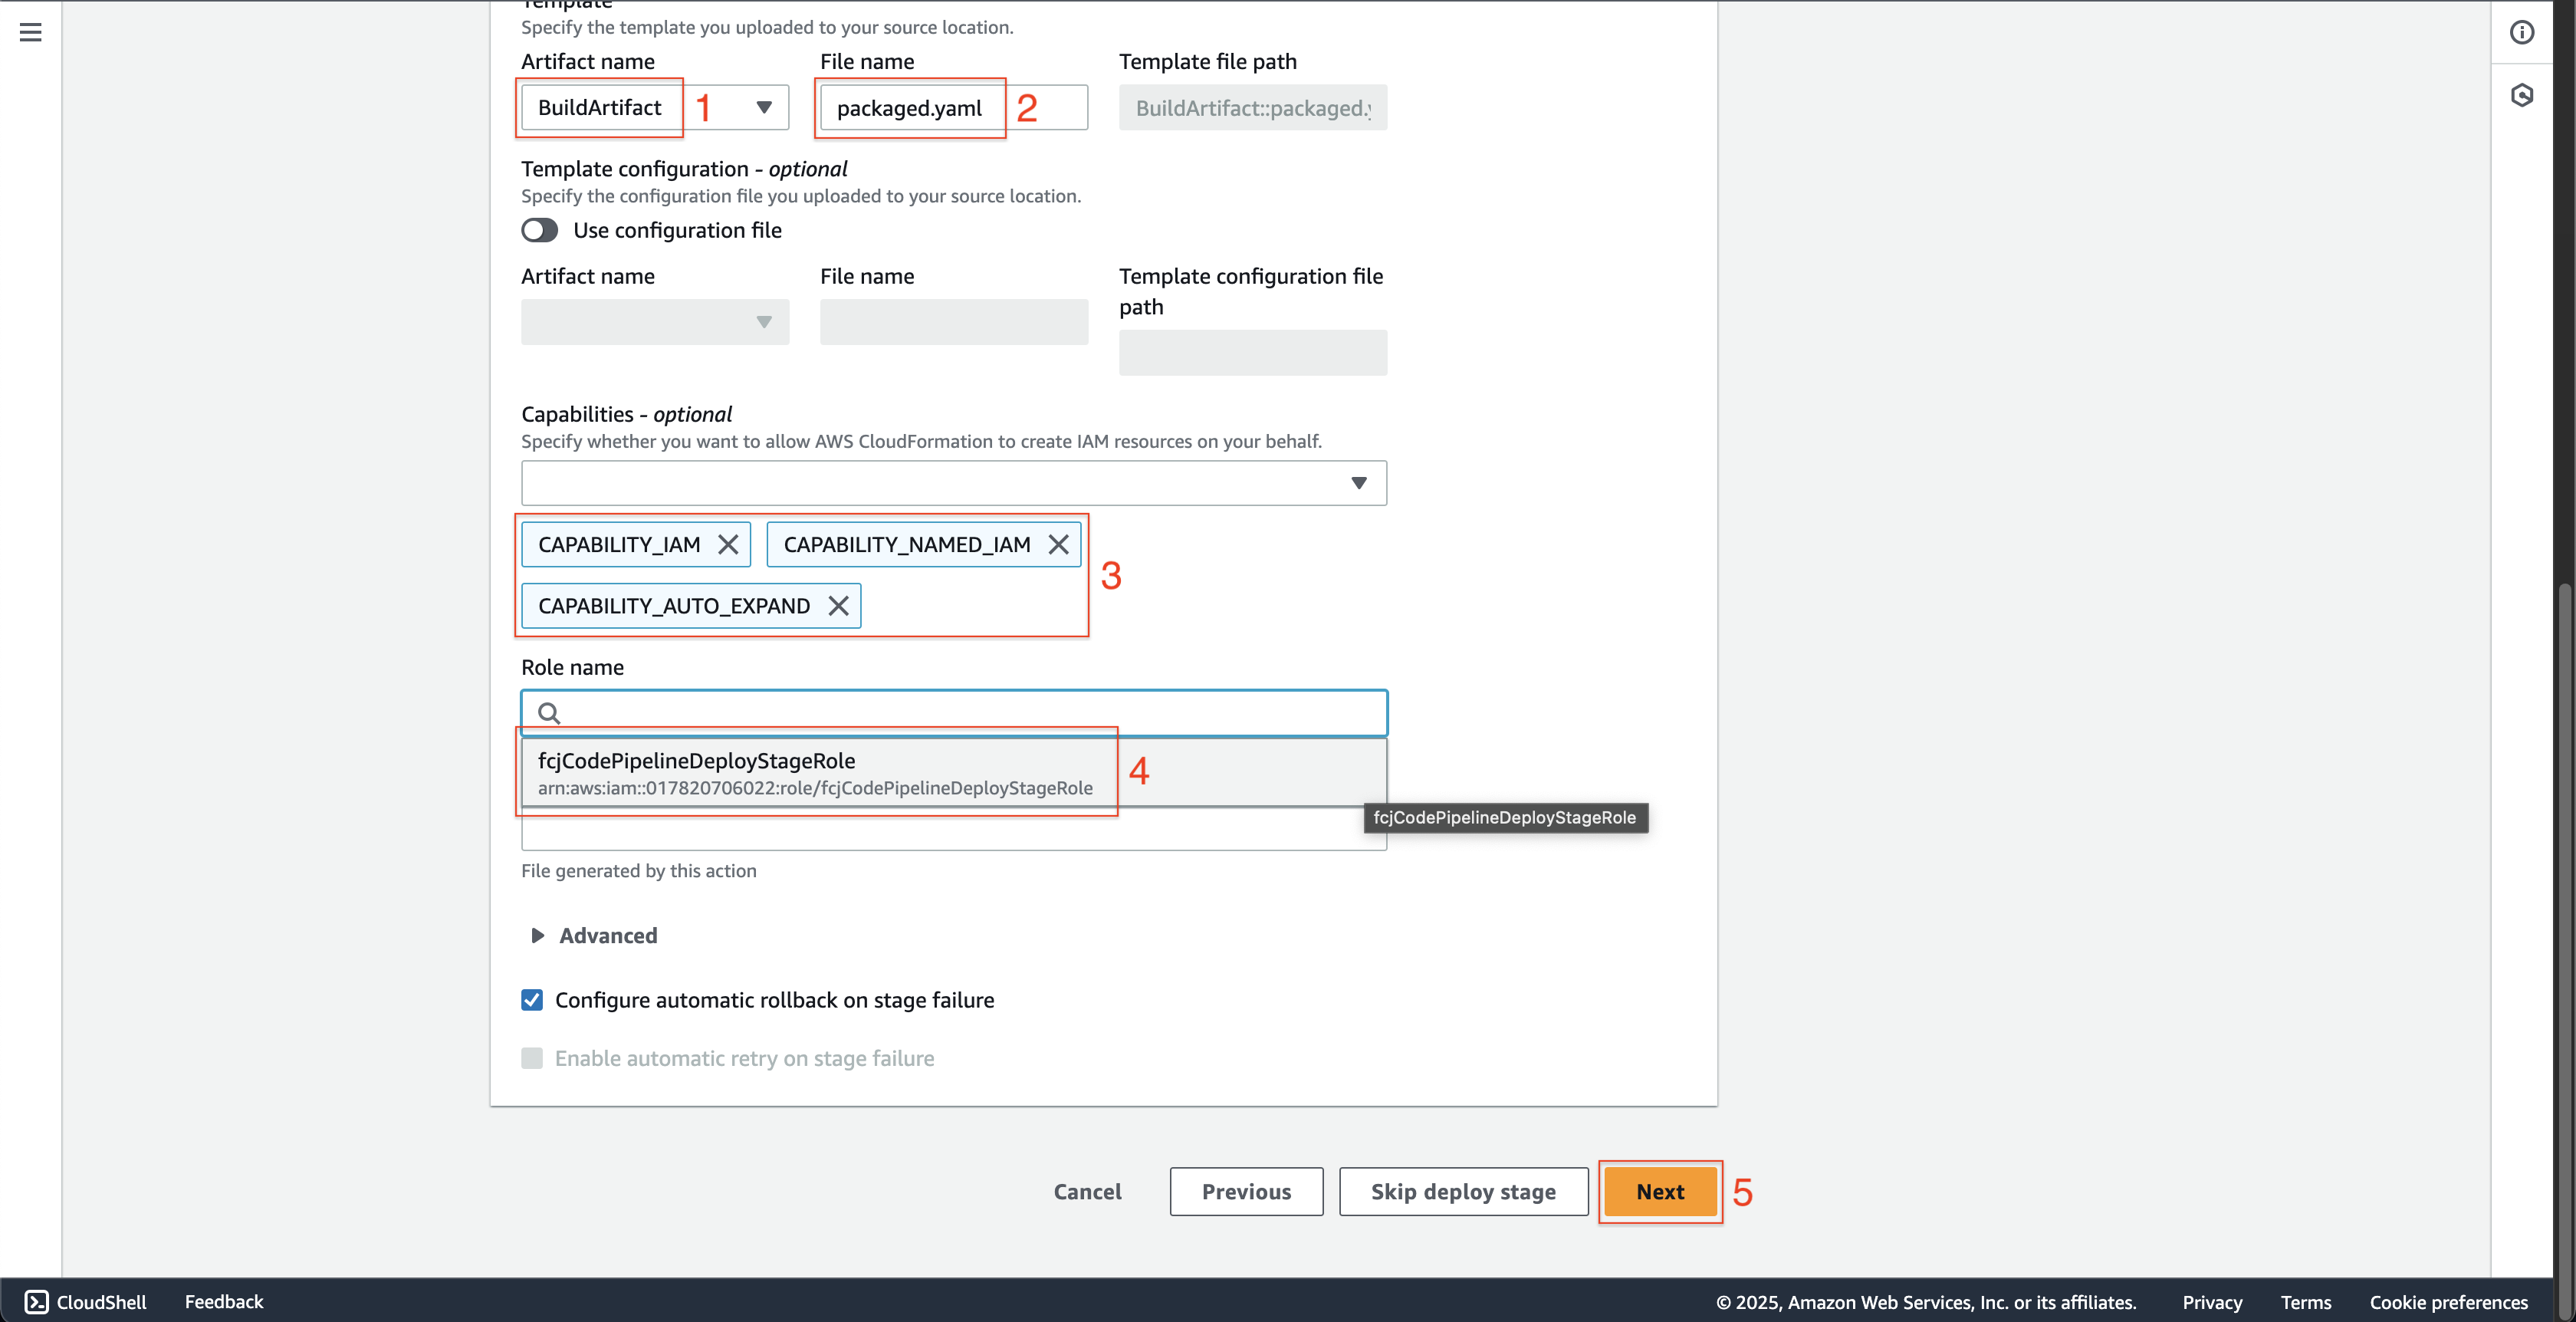 Template
Specify the template you uploaded to your source location.
Artifact name
File name
Template file path
BuildArtifact
1
packaged.yaml
2
BuildArtifact::packaged.
Template configuration - optional
Specify the configuration file you uploaded to your source location.
Use configuration file
Artifact name
File name
Template configuration file
path
Capabilities - optional
Specify whether you want to allow AWS CloudFormation to create IAM resources on your behalf.
CAPABILITY_IAM
CAPABILITY_NAMED_IAM
CAPABILITY_AUTO_EXPAND
3
Role name
fcjCodePipelineDeployStageRole
arn:aws:iam::017820706022:role/fcjCodePipelineDeployStageRole
4
fcjCodePipelineDeployStageRole
File generated by this action
Advanced
Configure automatic rollback on stage failure
Enable automatic retry on stage failure
Cancel
Previous
Skip deploy stage
Next
5
CloudShell
Feedback
© 2025, Amazon Web Services, Inc. or its affiliates.
Privacy
Terms
Cookie preferences